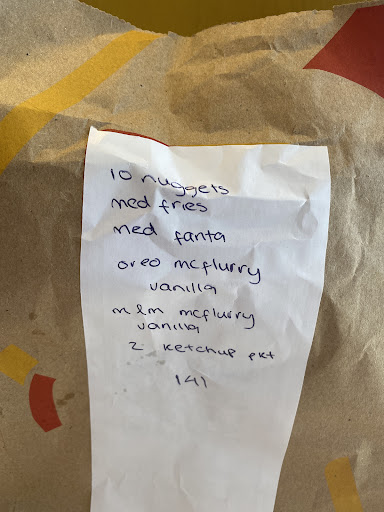 10 nuggets
med fries
med fanta
oreo mcflurry
vanilla
m&m mcflurry
vanilla
2 ketchup pkt
141